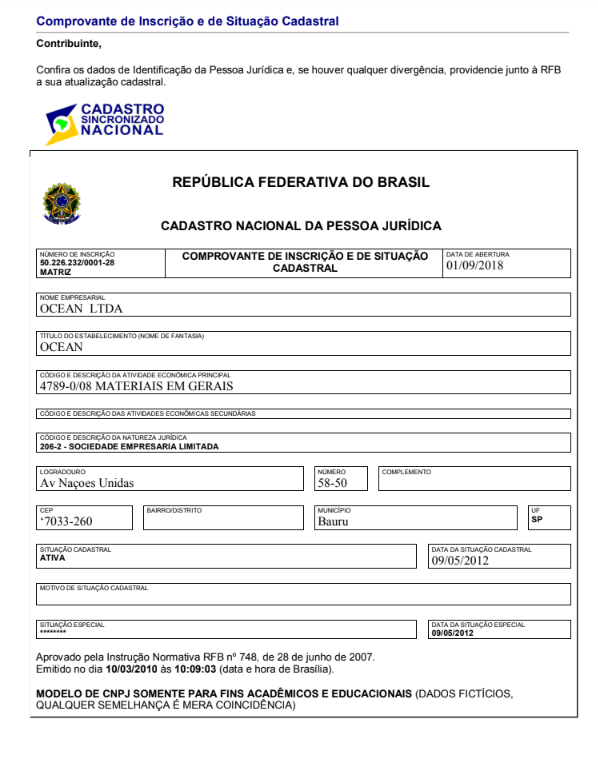 Comprovante de Inscrição e de Situação Cadastral
Contribuinte,
Confira os dados de Identificação da Pessoa Jurídica e, se houver qualquer divergência, providencie junto à RFB
a sua atualização cadastral.
CADASTRO
SINCRONIZADO
NACIONAL
REPÚBLICA FEDERATIVA DO BRASIL
CADASTRO NACIONAL DA PESSOA JURÍDICA
NÚMERO DE INSCRIÇÃO
50.226.232/0001-28
MATRIZ
COMPROVANTE DE INSCRIÇÃO E DE SITUAÇÃO
CADASTRAL
DATA DE ABERTURA
01/09/2018
NOME EMPRESARIAL
OCEAN LTDA
TÍTULO DO ESTABELECIMENTO (NOME DE FANTASIA)
OCEAN
CÓDIGO E DESCRIÇÃO DA ATIVIDADE ECONÔMICA PRINCIPAL
4789-0/08 MATERIAIS EM GERAIS
CÓDIGO E DESCRIÇÃO DAS ATIVIDADES ECONÔMICAS SECUNDÁRIAS
CÓDIGO E DESCRIÇÃO DA NATUREZA JURÍDICA
206-2 - SOCIEDADE EMPRESARIA LIMITADA
LOGRADOURO
Av Naçoes Unidas
NÚMERO
58-50
COMPLEMENTO
CEP
‘7033-260
BAIRRO/DISTRITO
MUNICÍPIO
Bauru
UF
SP
SITUAÇÃO CADASTRAL
ATIVA
DATA DA SITUAÇÃO CADASTRAL
09/05/2012
MOTIVO DE SITUAÇÃO CADASTRAL
SITUAÇÃO ESPECIAL
********
DATA DA SITUAÇÃO ESPECIAL
09/05/2012
Aprovado pela Instrução Normativa RFB nº 748, de 28 de junho de 2007.
Emitido no dia 10/03/2010 às 10:09:03 (data e hora de Brasília).
MODELO DE CNPJ SOMENTE PARA FINS ACADÊMICOS E EDUCACIONAIS (DADOS FICTÍCIOS,
QUALQUER SEMELHANÇA É MERA COINCIDÊNCIA)